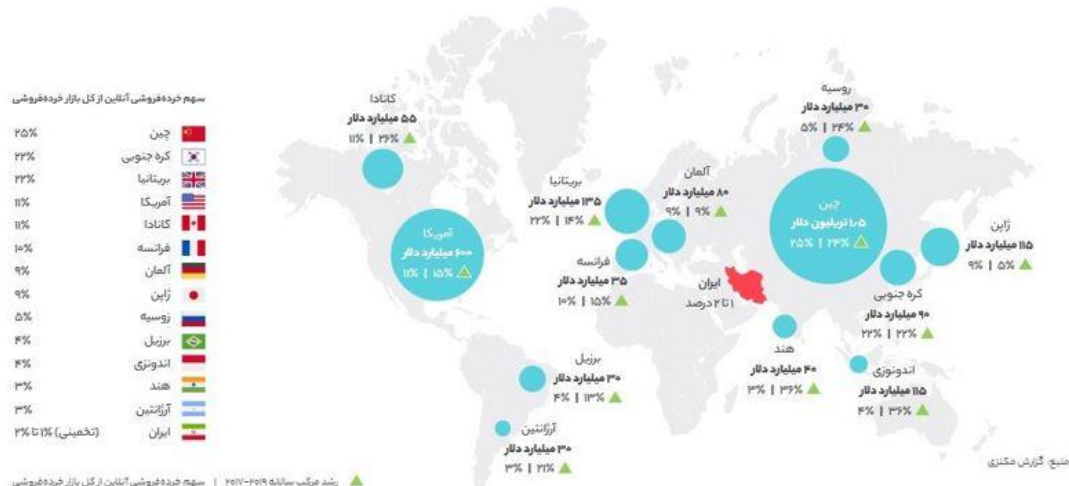 سهم خرده‌فروشی آنلاین از کل بازار خرده‌فروشی
چین ۲۵%
کره جنوبی ۲۲%
بریتانیا ۲۲%
آمریکا ۱۱%
کانادا ۱۱%
فرانسه ۱۰%
آلمان ۹%
ژاپن ۹%
روسیه ۵%
برزیل ۴%
اندونزی ۴%
هند ۳%
آرژانتین ۳%
ایران (تخمینی) ۱% تا ۲%
کانادا
۵۵ میلیارد دلار
۱۱% | ۲۶%
آمریکا
۶۰۰ میلیارد دلار
۱۱% | ۱۵%
برزیل
۳۰ میلیارد دلار
۴% | ۱۳%
آرژانتین
۳۰ میلیارد دلار
۳% | ۲۱%
بریتانیا
۱۳۵ میلیارد دلار
۲۲% | ۱۴%
آلمان
۸۰ میلیارد دلار
۹% | ۹%
فرانسه
۳۵ میلیارد دلار
۱۰% | ۱۵%
ایران
۱ تا ۲ درصد
روسیه
۳۰ میلیارد دلار
۵% | ۲۴%
چین
۱٫۵ تریلیون دلار
۲۵% | ۲۴%
ژاپن
۱۱۵ میلیارد دلار
۹% | ۵%
کره جنوبی
۹۰ میلیارد دلار
۲۲% | ۲۲%
هند
۴۰ میلیارد دلار
۳% | ۳۶%
اندونوزی
۱۱۵ میلیارد دلار
۴% | ۳۶%
منبع: گزارش مکنزی
رشد مرکب سالانه ۲۰۱۹-۲۰۱۷ | سهم خرده‌فروشی آنلاین از کل بازار خرده‌فروشی